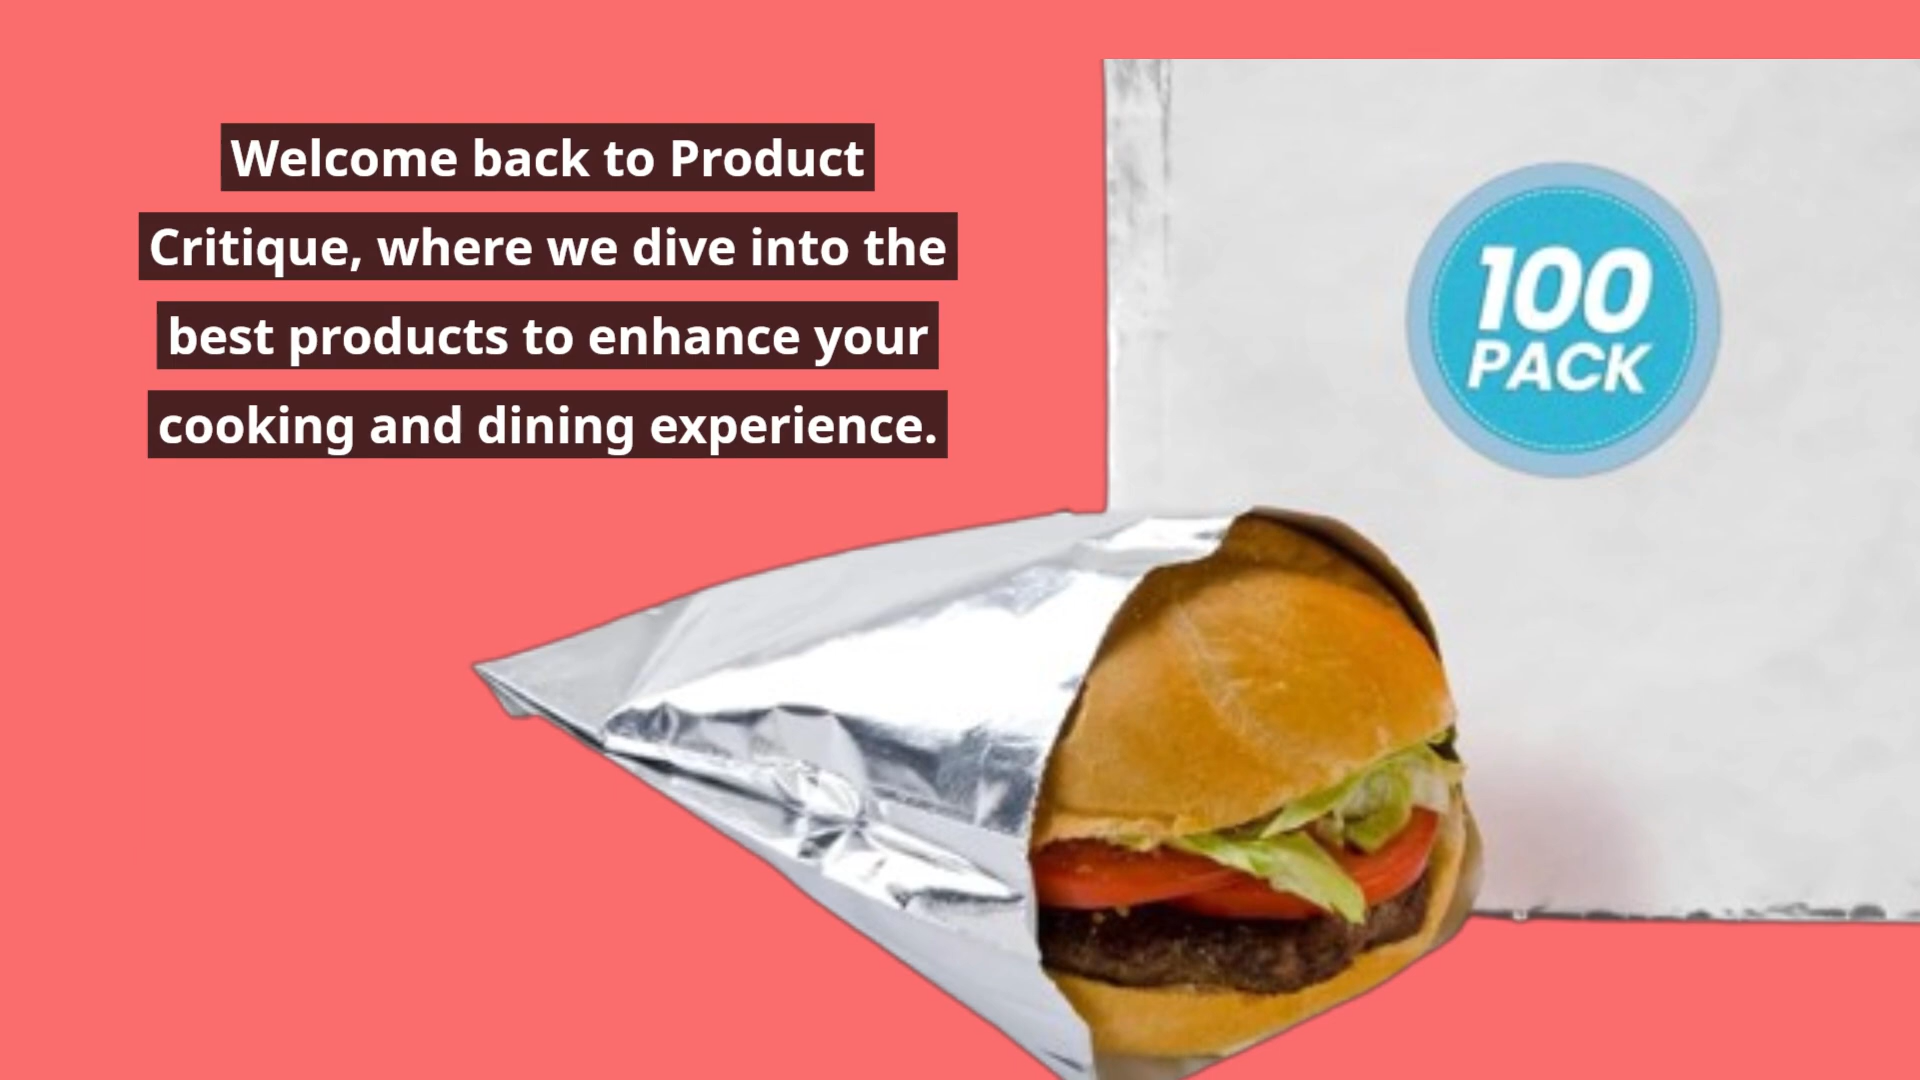 Welcome back to Product
Critique, where we dive into the
best products to enhance your
cooking and dining experience.
100
PACK